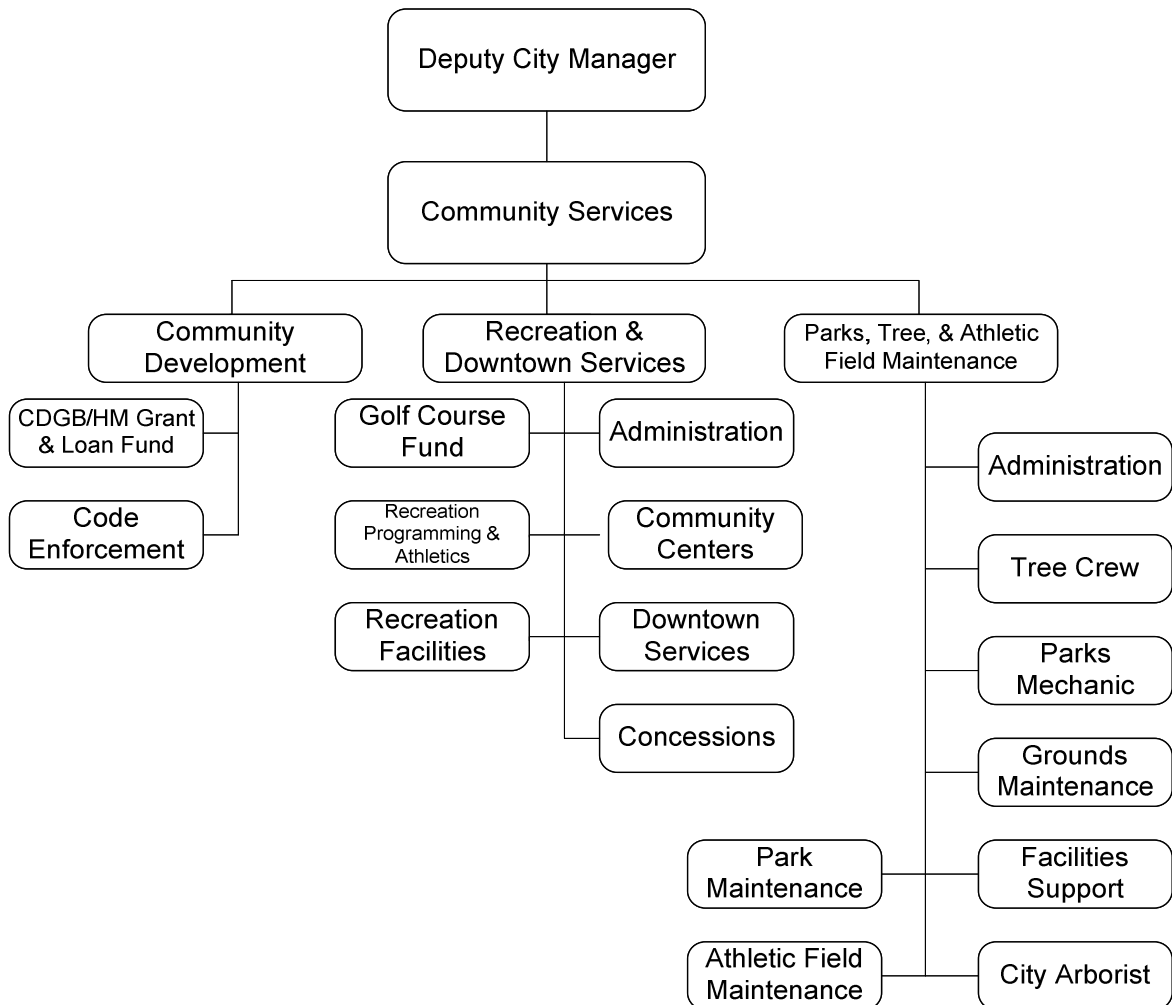 Deputy City Manager
Community Services
Community
Development
Recreation &
Downtown Services
Parks, Tree, & Athletic
Field Maintenance
CDGB/HM Grant
& Loan Fund
Code
Enforcement
Golf Course
Fund
Administration
Recreation
Programming &
Athletics
Community
Centers
Recreation
Facilities
Downtown
Services
Concessions
Administration
Tree Crew
Parks
Mechanic
Grounds
Maintenance
Park
Maintenance
Facilities
Support
Athletic Field
Maintenance
City Arborist